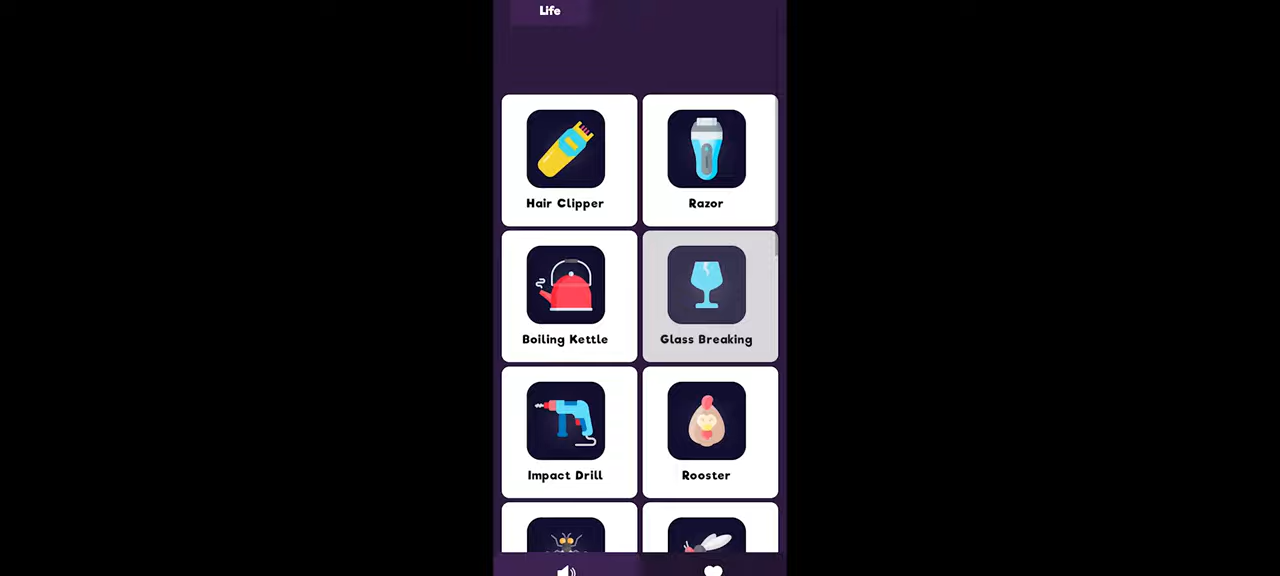 Life
Hair Clipper
Razor
Boiling Kettle
Glass Breaking
Impact Drill
Rooster